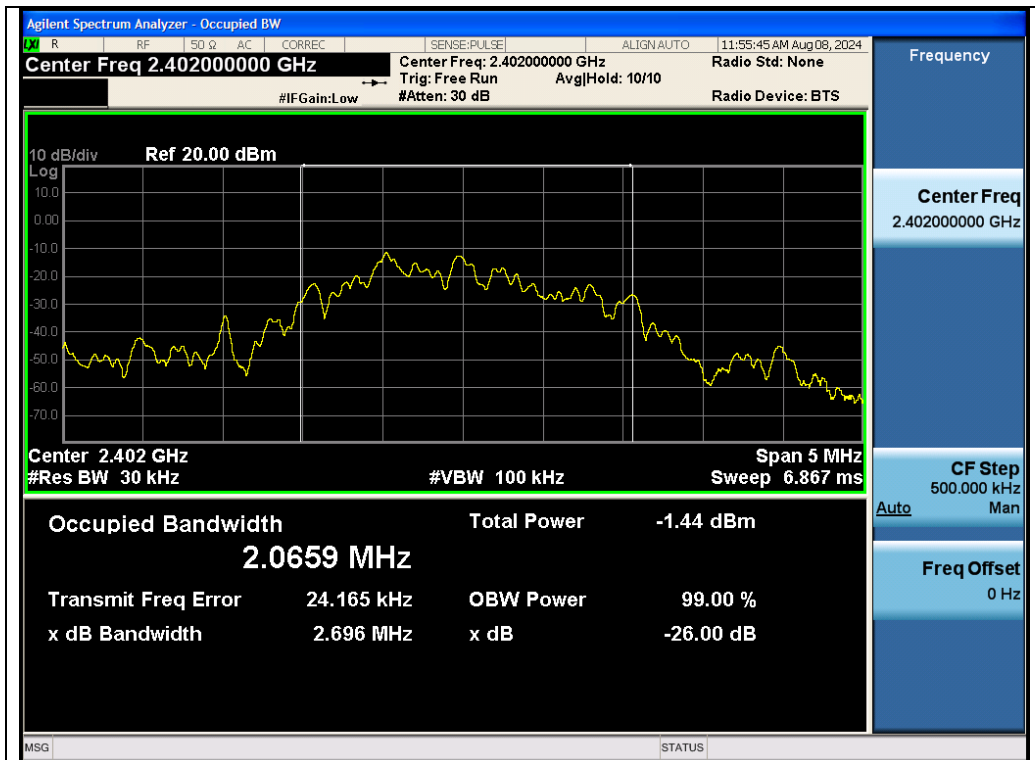 Agilent Spectrum Analyzer - Occupied BW
LXI R RF 50 Ω AC CORREC SENSE:PULSE ALIGN AUTO 11:55:45 AM Aug 08, 2024
Center Freq 2.402000000 GHz
Center Freq: 2.402000000 GHz
Radio Std: None
Trig: Free Run Avg|Hold: 10/10
#IFGain:Low
#Atten: 30 dB
Radio Device: BTS
10 dB/div Ref 20.00 dBm
Log
10.0
0.00
-10.0
-20.0
-30.0
-40.0
-50.0
-60.0
-70.0
Center 2.402 GHz
Span 5 MHz
#Res BW 30 kHz
#VBW 100 kHz
Sweep 6.867 ms
Occupied Bandwidth
2.0659 MHz
Total Power -1.44 dBm
Transmit Freq Error 24.165 kHz
OBW Power 99.00 %
x dB Bandwidth 2.696 MHz
x dB -26.00 dB
Frequency
Center Freq
2.402000000 GHz
CF Step
500.000 kHz
Auto Man
Freq Offset
0 Hz
MSG
STATUS